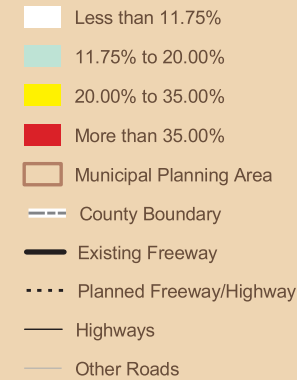 Less than 11.75%
11.75% to 20.00%
20.00% to 35.00%
More than 35.00%
Municipal Planning Area
County Boundary
Existing Freeway
Planned Freeway/Highway
Highways
Other Roads